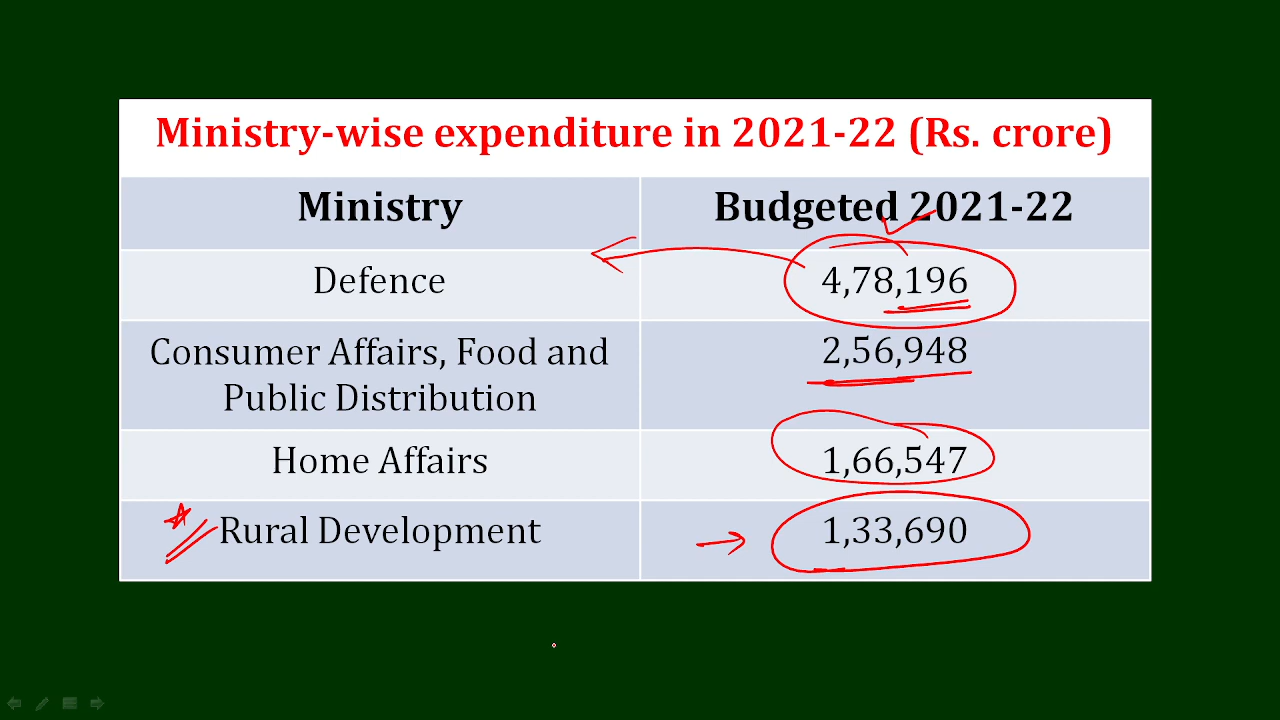 Ministry-wise expenditure in 2021-22 (Rs. crore)
Ministry
Budgeted 2021-22
Defence
4,78,196
Consumer Affairs, Food and
Public Distribution
2,56,948
Home Affairs
1,66,547
Rural Development
1,33,690